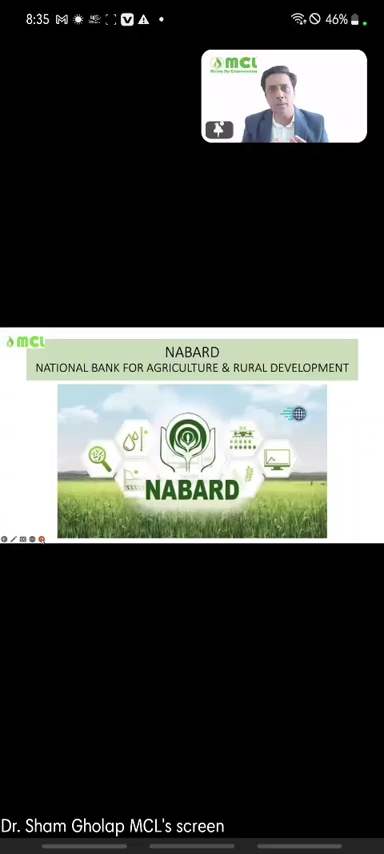 8:35
46%
MCL
MCL
NABARD
NATIONAL BANK FOR AGRICULTURE & RURAL DEVELOPMENT
NABARD
Dr. Sham Gholap MCL's screen